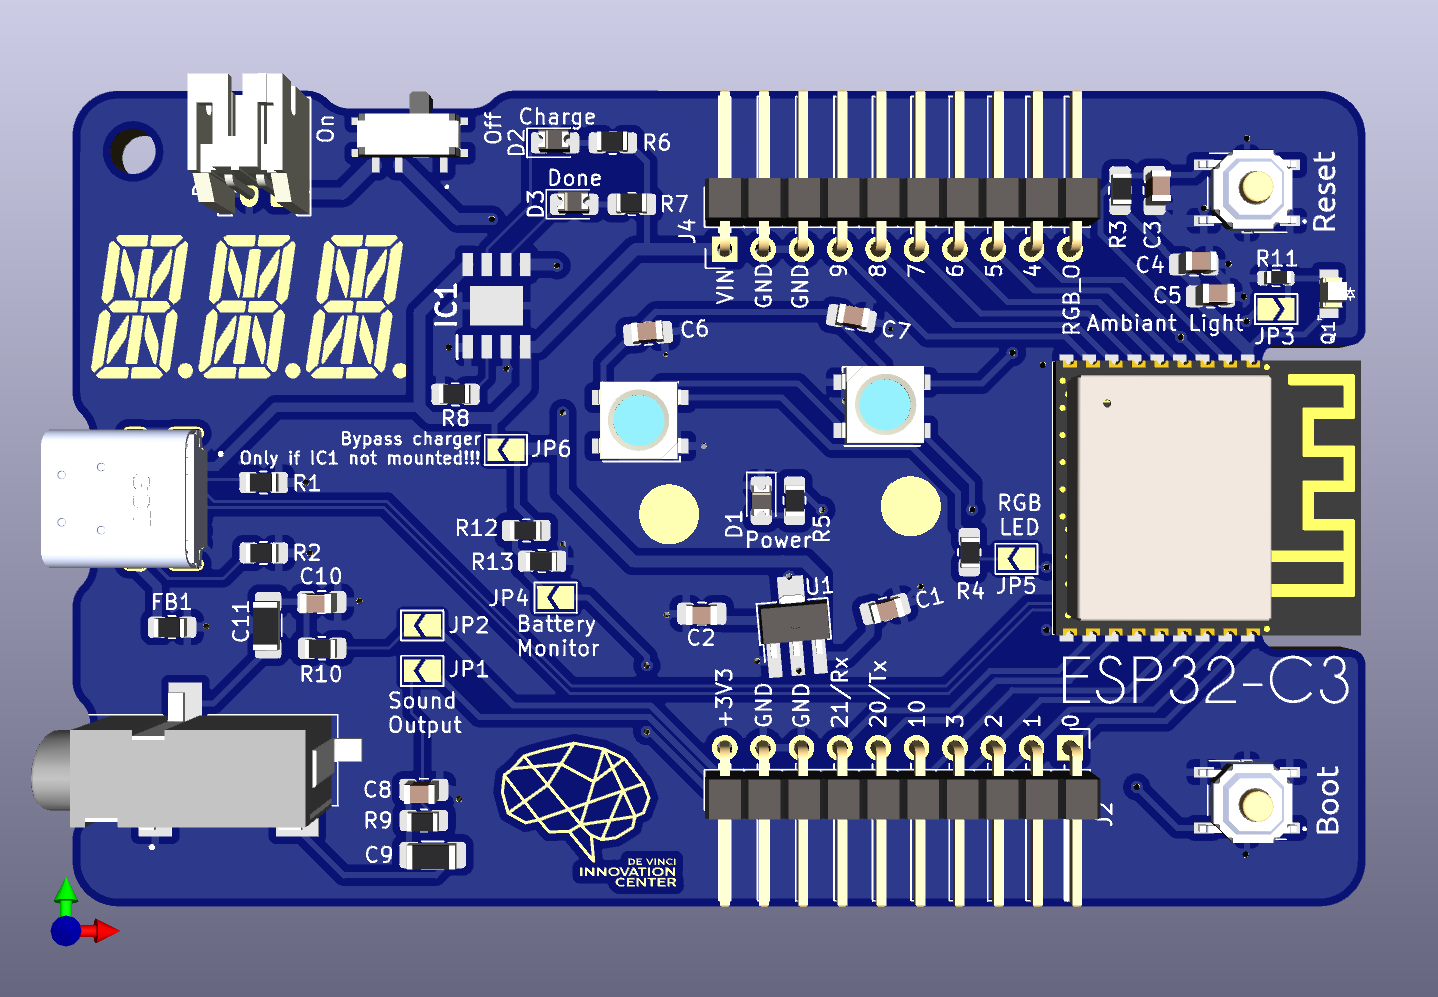 On
Off
Charge
D2
R6
Done
D3
R7
J4
VIN
GND
GND
9
8
7
6
5
4
RGB_0
R3
C3
Reset
C4
C5
R11
Ambiant Light
JP3
Q1
IC1
C6
C7
R8
Bypass charger
Only if IC1 not mounted!!!
JP6
R1
R2
R12
R13
JP4
Battery
Monitor
D1
R5
Power
RGB
LED
R4
JP5
FB1
C10
C11
R10
JP2
JP1
Sound
Output
C2
U1
C1
ESP32-C3
+3V3
GND
GND
21/Rx
20/Tx
10
3
2
1
0
J2
Boot
C8
R9
C9
DE VINCI
INNOVATION
CENTER